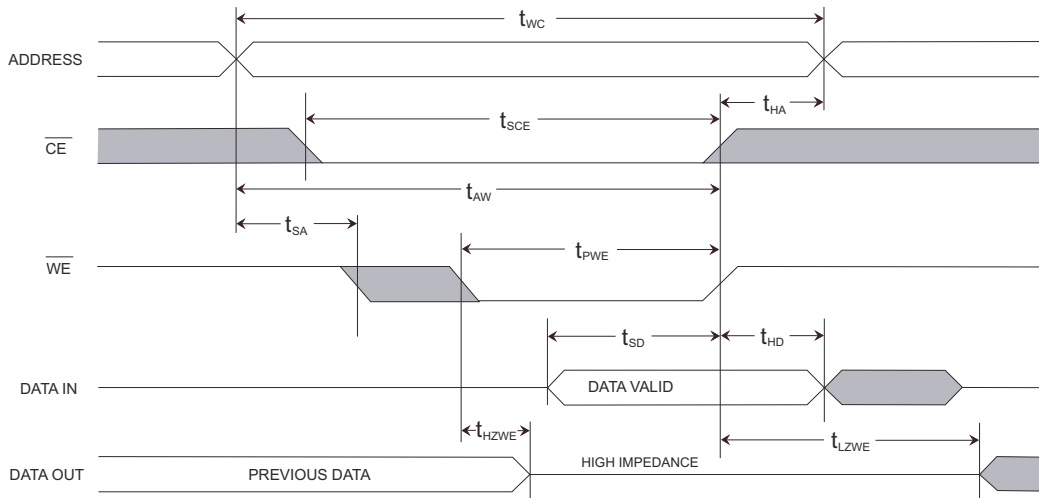 tWC
ADDRESS
tHA
tSCE
CE
tAW
tSA
tPWE
WE
tSD
tHD
DATA IN
DATA VALID
tHZWE
tLZWE
DATA OUT
PREVIOUS DATA
HIGH IMPEDANCE